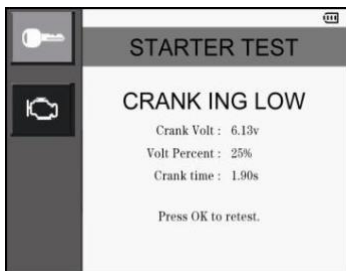 STARTER TEST
CRANK ING LOW
Crank Volt : 6.13v
Volt Percent : 25%
Crank time : 1.90s
Press OK to retest.